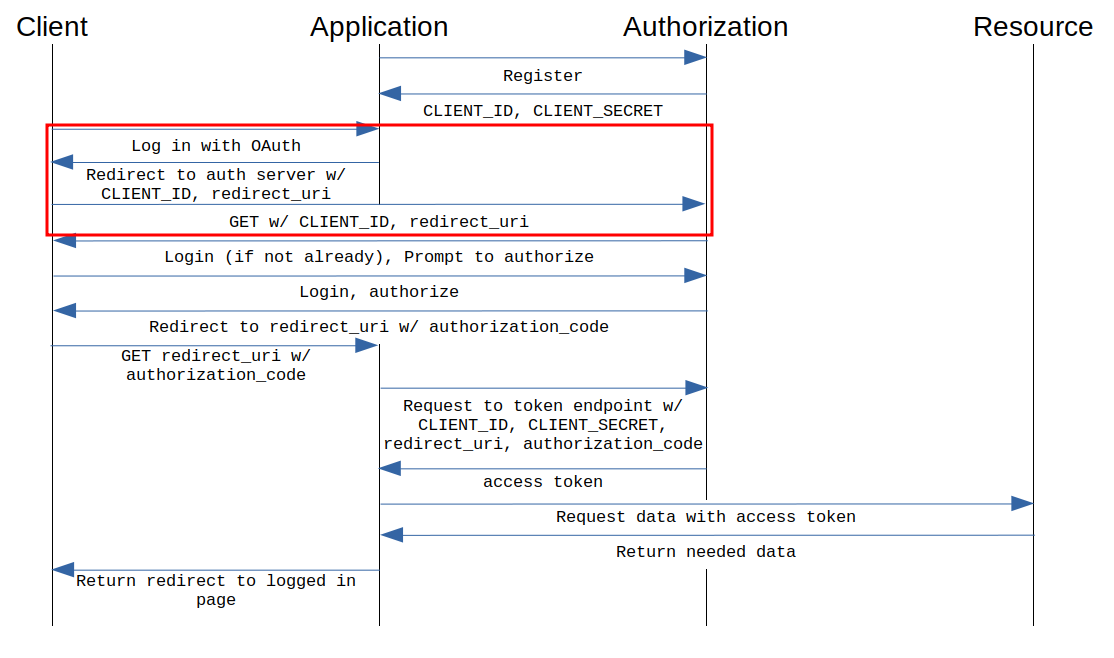 Client
Application
Authorization
Resource
Register
CLIENT_ID, CLIENT_SECRET
Log in with OAuth
Redirect to auth server w/
CLIENT_ID, redirect_uri
GET w/ CLIENT_ID, redirect_uri
Login (if not already), Prompt to authorize
Login, authorize
Redirect to redirect_uri w/ authorization_code
GET redirect_uri w/
authorization_code
Request to token endpoint w/
CLIENT_ID, CLIENT_SECRET,
redirect_uri, authorization_code
access token
Request data with access token
Return needed data
Return redirect to logged in
page